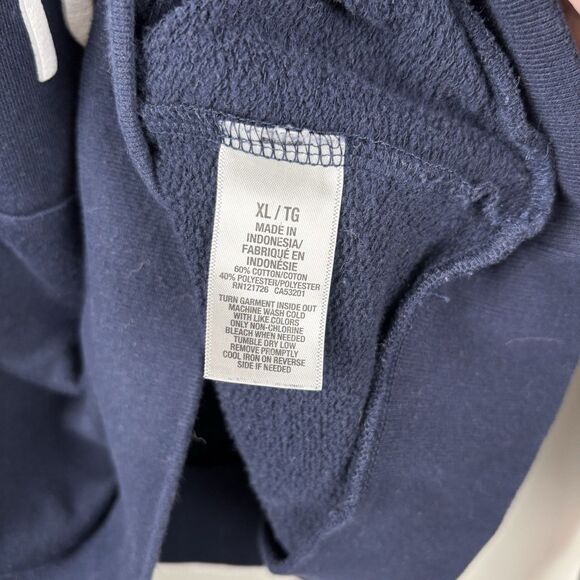 XL / TG
MADE IN
INDONESIA/
FABRIQUÉ EN
INDONÉSIE
60% COTTON/COTON
40% POLYESTER/POLYESTER
RN121726 CA53201
TURN GARMENT INSIDE OUT
MACHINE WASH COLD
WITH LIKE COLORS
ONLY NON-CHLORINE
BLEACH WHEN NEEDED
TUMBLE DRY LOW
REMOVE PROMPTLY
COOL IRON ON REVERSE
SIDE IF NEEDED